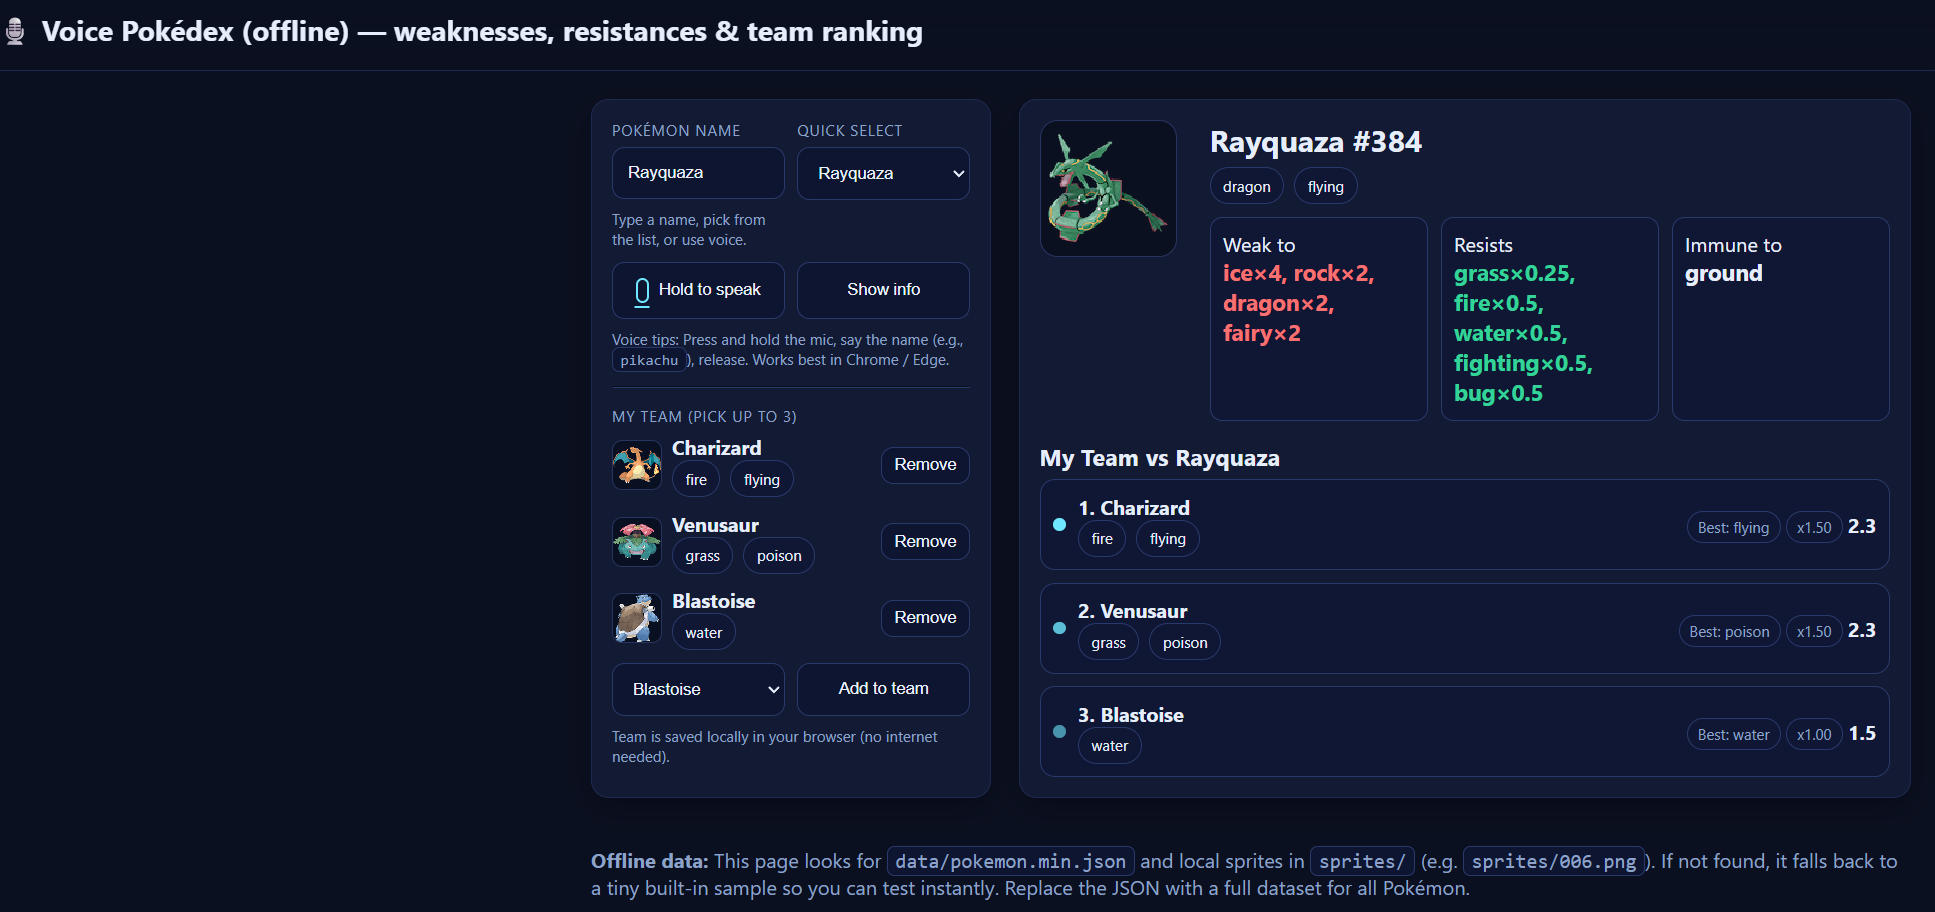 Voice Pokédex (offline) — weaknesses, resistances & team ranking
POKÉMON NAME
QUICK SELECT
Rayquaza
Rayquaza
Type a name, pick from
the list, or use voice.
Hold to speak
Show info
Voice tips: Press and hold the mic, say the name (e.g.,
pikachu), release. Works best in Chrome / Edge.
MY TEAM (PICK UP TO 3)
Charizard
fire flying
Remove
Venusaur
grass poison
Remove
Blastoise
water
Remove
Blastoise
Add to team
Team is saved locally in your browser (no internet
needed).
Rayquaza #384
dragon flying
Weak to
ice×4, rock×2,
dragon×2,
fairy×2
Resists
grass×0.25,
fire×0.5,
water×0.5,
fighting×0.5,
bug×0.5
Immune to
ground
My Team vs Rayquaza
1. Charizard
fire flying
Best: flying x1.50 2.3
2. Venusaur
grass poison
Best: poison x1.50 2.3
3. Blastoise
water
Best: water x1.00 1.5
Offline data: This page looks for data/pokemon.min.json and local sprites in sprites/ (e.g. sprites/006.png). If not found, it falls back to
a tiny built-in sample so you can test instantly. Replace the JSON with a full dataset for all Pokémon.